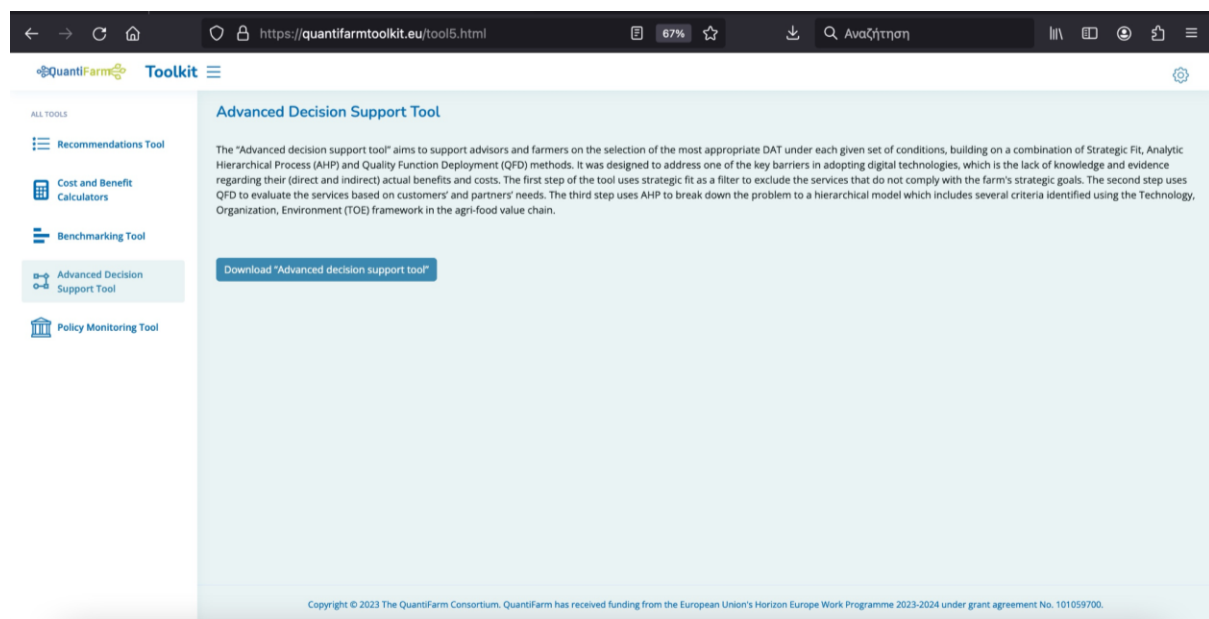 https://quantifarmtoolkit.eu/tool5.html
67%
Αναζήτηση
QuantiFarm
Toolkit
ALL TOOLS
Recommendations Tool
Cost and Benefit
Calculators
Benchmarking Tool
Advanced Decision
Support Tool
Policy Monitoring Tool
Advanced Decision Support Tool
The "Advanced decision support tool" aims to support advisors and farmers on the selection of the most appropriate DAT under each given set of conditions, building on a combination of Strategic Fit, Analytic
Hierarchical Process (AHP) and Quality Function Deployment (QFD) methods. It was designed to address one of the key barriers in adopting digital technologies, which is the lack of knowledge and evidence
regarding their (direct and indirect) actual benefits and costs. The first step of the tool uses strategic fit as a filter to exclude the services that do not comply with the farm's strategic goals. The second step uses
QFD to evaluate the services based on customers' and partners' needs. The third step uses AHP to break down the problem to a hierarchical model which includes several criteria identified using the Technology,
Organization, Environment (TOE) framework in the agri-food value chain.
Download "Advanced decision support tool"
Copyright © 2023 The QuantiFarm Consortium. QuantiFarm has received funding from the European Union's Horizon Europe Work Programme 2023-2024 under grant agreement No. 101059700.